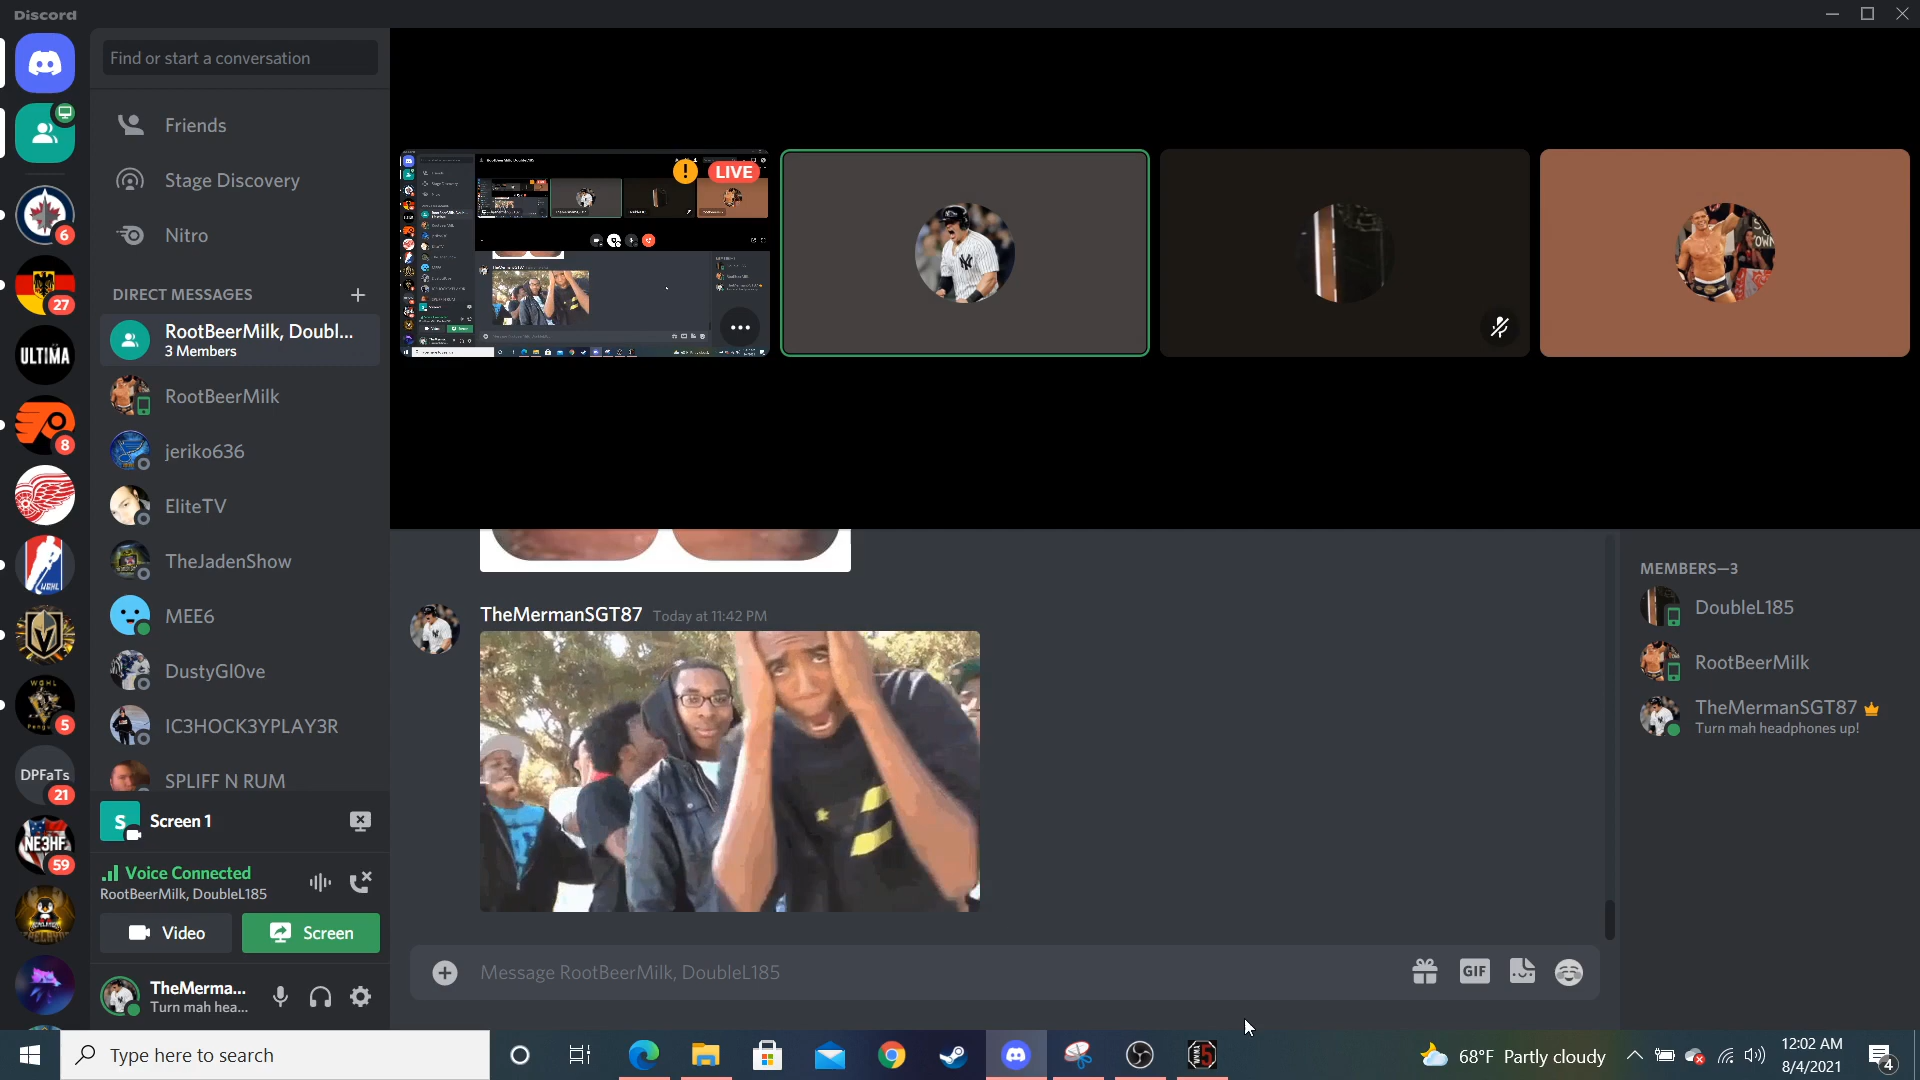 Discord
Find or start a conversation
Friends
Stage Discovery
Nitro
DIRECT MESSAGES
RootBeerMilk, Doubl...
3 Members
RootBeerMilk
jeriko636
EliteTV
TheJadenShow
MEE6
DustyGl0ve
IC3HOCK3YPLAY3R
SPLIFF N RUM
6
27
ULTIMA
8
WGHL
5
DPFaTs
21
NE3HF
59
S
Screen 1
Voice Connected
RootBeerMilk, DoubleL185
Video
Screen
TheMerma...
Turn mah hea...
!
LIVE
TheMermanSGT87 Today at 11:42 PM
Message RootBeerMilk, DoubleL185
GIF
MEMBERS—3
DoubleL185
RootBeerMilk
TheMermanSGT87
Turn mah headphones up!
Type here to search
68°F Partly cloudy
12:02 AM
8/4/2021
4